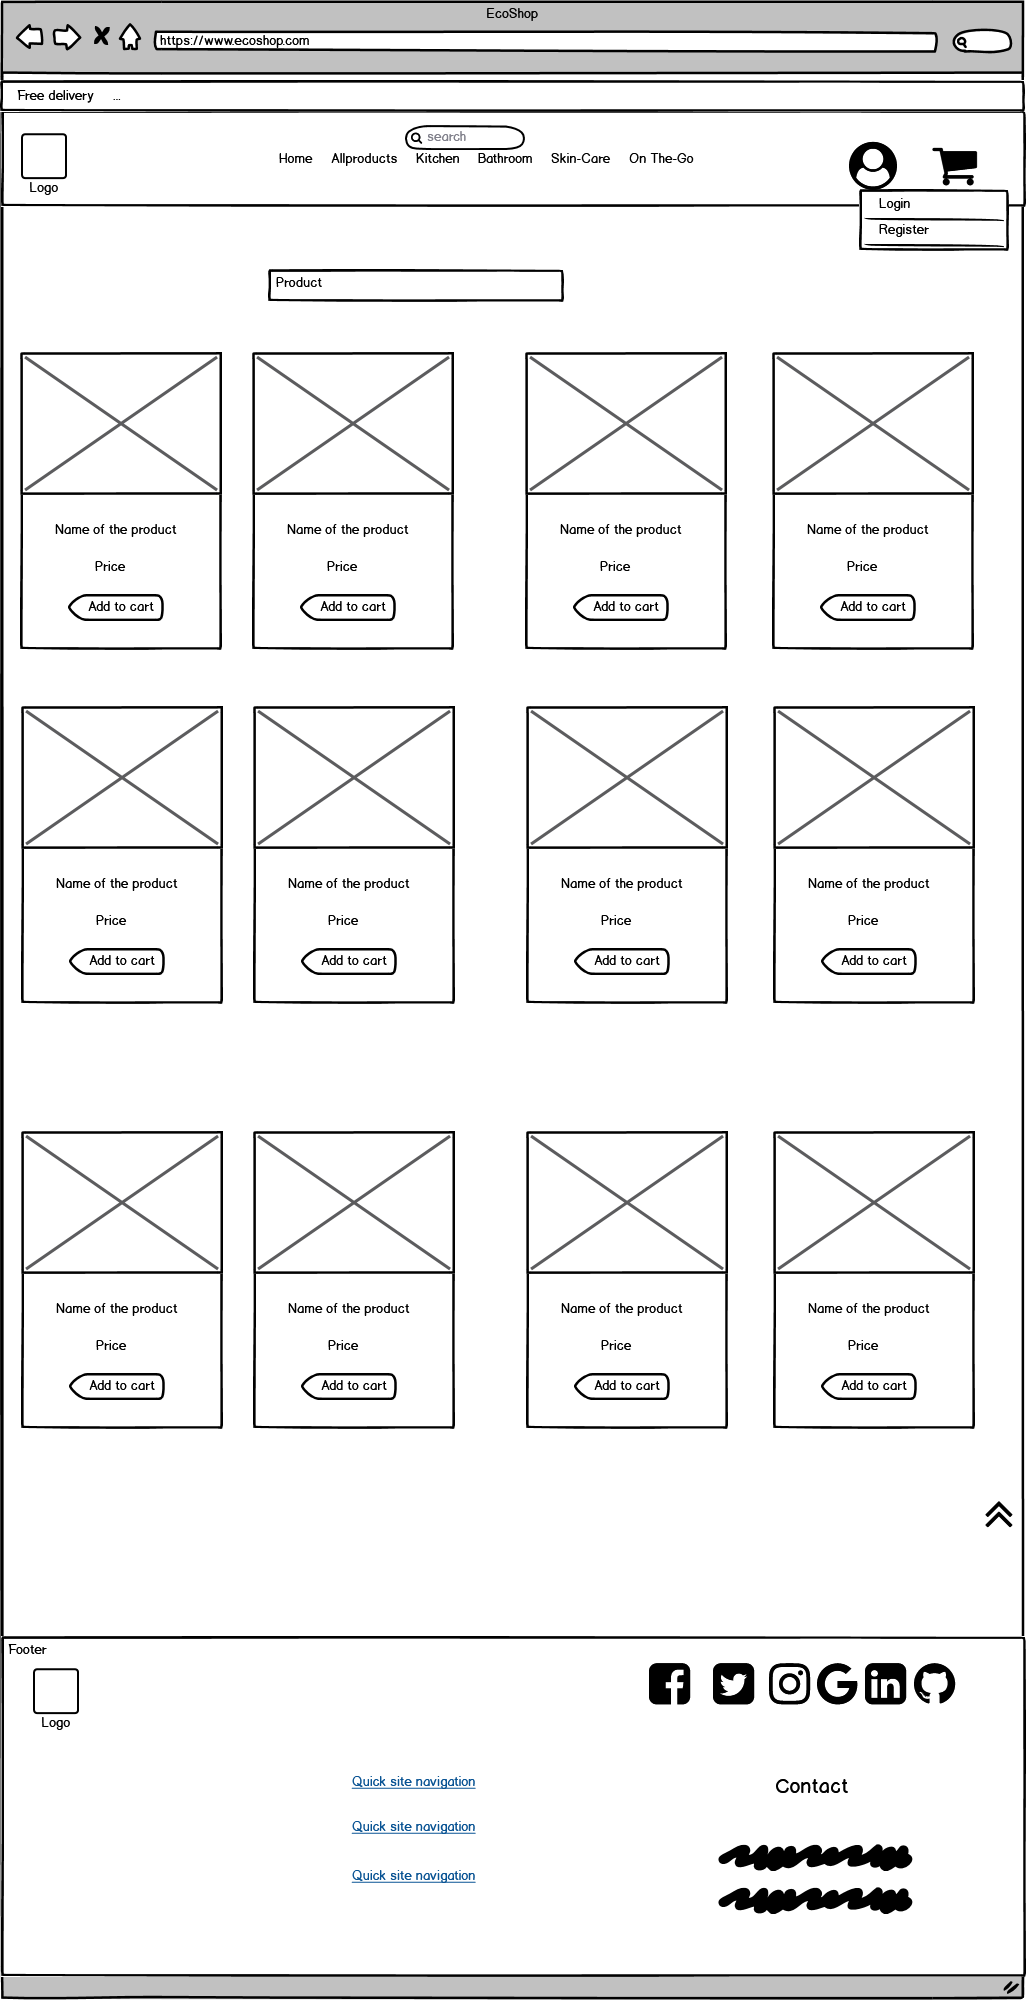 EcoShop
https://www.ecoshop.com
Free delivery ...
search
Logo
Home Allproducts Kitchen Bathroom Skin-Care On The-Go
Login
Register
Product
Name of the product Name of the product Name of the product Name of the product
Price Price Price Price
Add to cart Add to cart Add to cart Add to cart
Name of the product Name of the product Name of the product Name of the product
Price Price Price Price
Add to cart Add to cart Add to cart Add to cart
Name of the product Name of the product Name of the product Name of the product
Price Price Price Price
Add to cart Add to cart Add to cart Add to cart
Footer
Logo
Quick site navigation
Quick site navigation
Quick site navigation
Contact